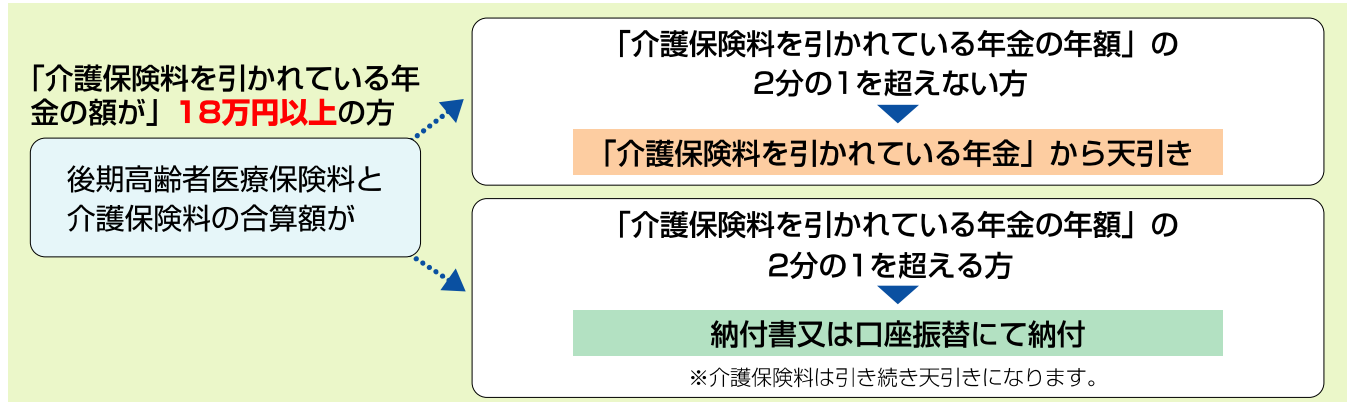 「介護保険料を引かれている年
金の額が」18万円以上の方
後期高齢者医療保険料と
介護保険料の合算額が
「介護保険料を引かれている年金の年額」の
2分の1を超えない方
「介護保険料を引かれている年金」から天引き
「介護保険料を引かれている年金の年額」の
2分の1を超える方
納付書又は口座振替にて納付
※介護保険料は引き続き天引きになります。